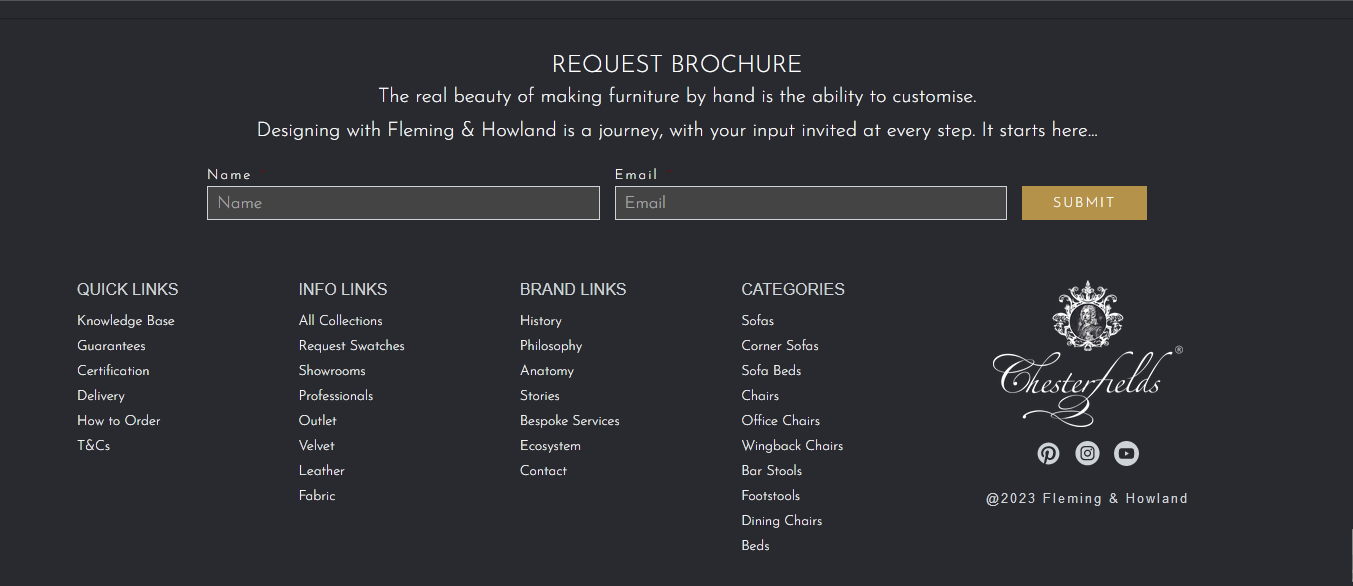 REQUEST BROCHURE
The real beauty of making furniture by hand is the ability to customise.
Designing with Fleming & Howland is a journey, with your input invited at every step. It starts here...
Name
Email
Name
Email
SUBMIT
QUICK LINKS
Knowledge Base
Guarantees
Certification
Delivery
How to Order
T&Cs
INFO LINKS
All Collections
Request Swatches
Showrooms
Professionals
Outlet
Velvet
Leather
Fabric
BRAND LINKS
History
Philosophy
Anatomy
Stories
Bespoke Services
Ecosystem
Contact
CATEGORIES
Sofas
Corner Sofas
Sofa Beds
Chairs
Office Chairs
Wingback Chairs
Bar Stools
Footstools
Dining Chairs
Beds
Chesterfields®
@2023 Fleming & Howland